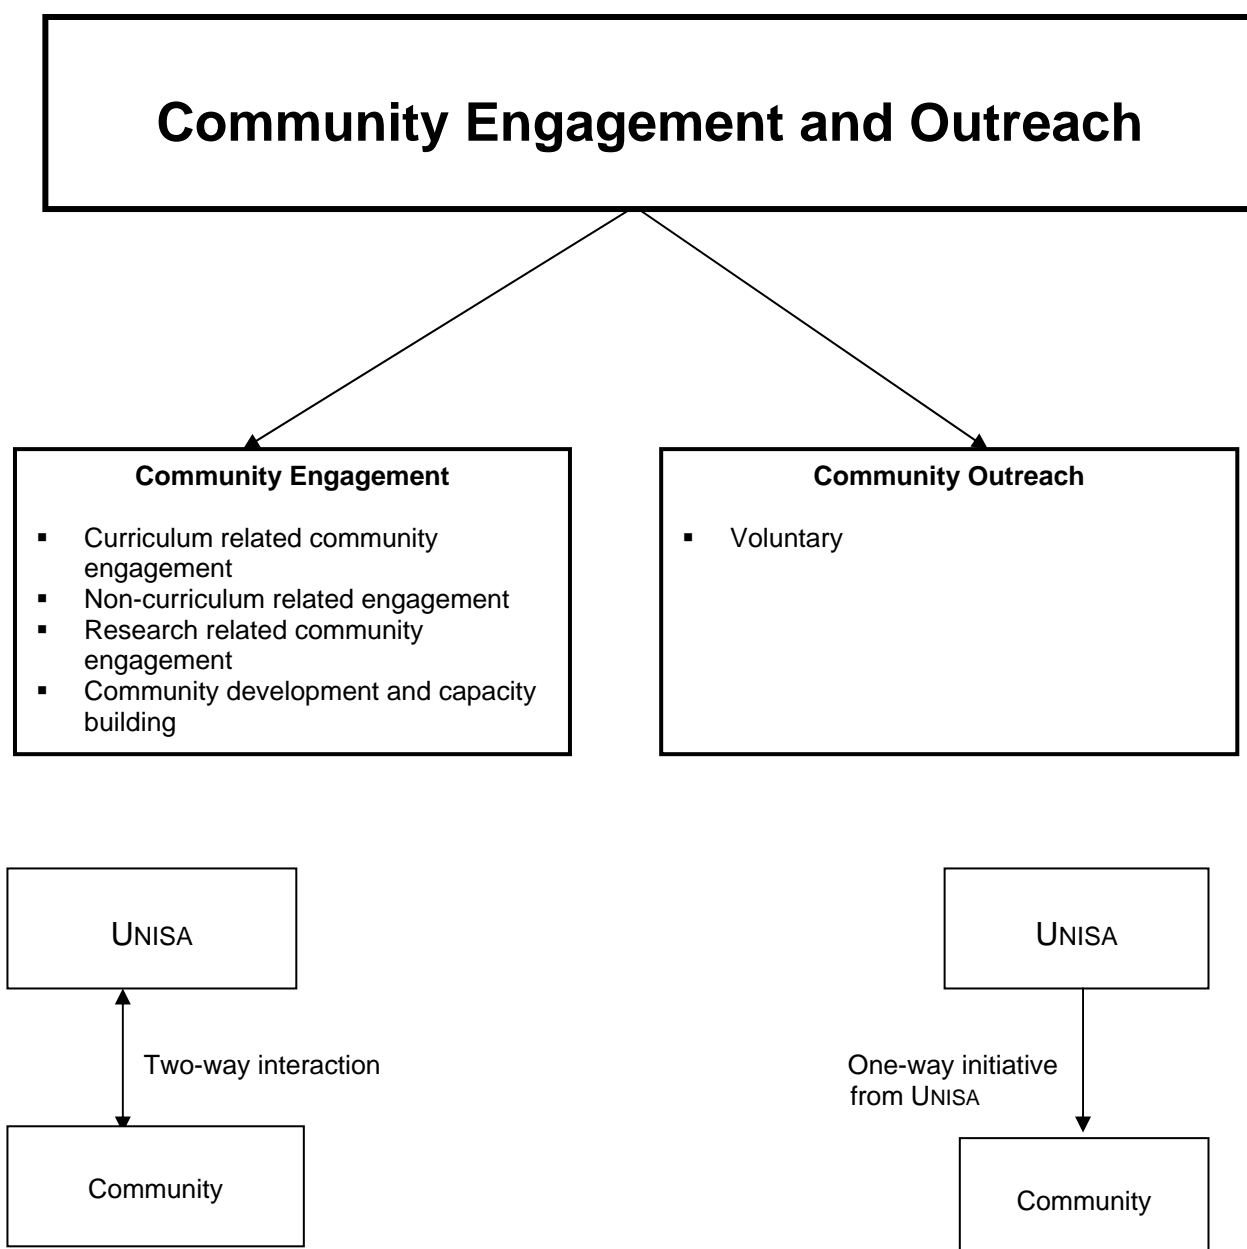 Community Engagement and Outreach
Community Engagement
▪ Curriculum related community
engagement
▪ Non-curriculum related engagement
▪ Research related community
engagement
▪ Community development and capacity
building
Community Outreach
▪ Voluntary
UNISA
Two-way interaction
Community
UNISA
One-way initiative
from UNISA
Community